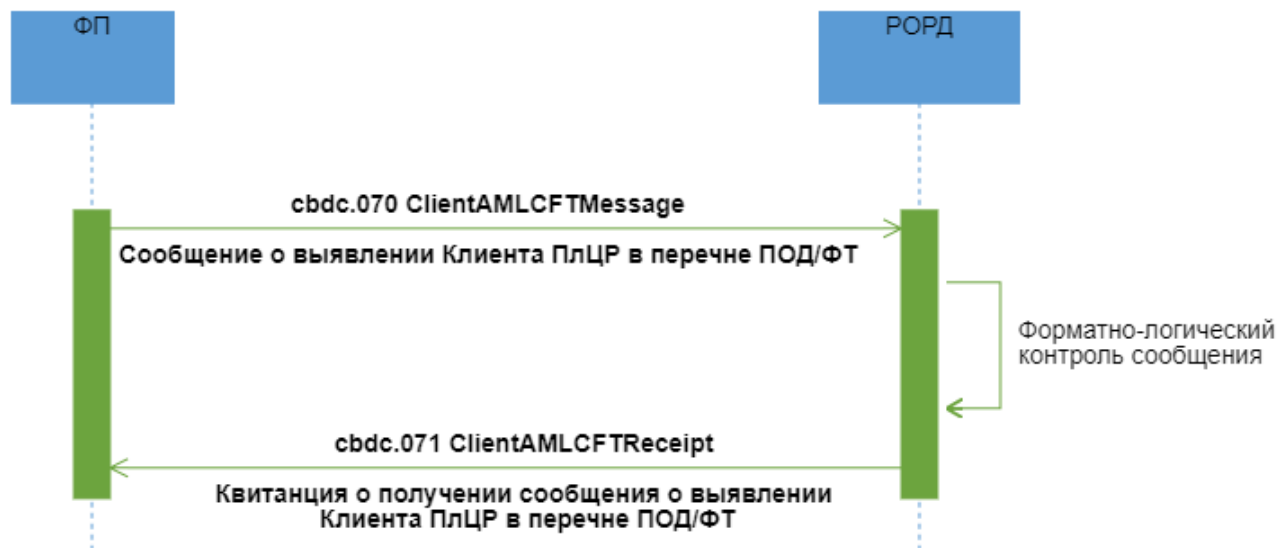 ФП
РОРД
cbdc.070 ClientAMLCFTMessage
Сообщение о выявлении Клиента ПлЦР в перечне ПОД/ФТ
Форматно-логический
контроль сообщения
cbdc.071 ClientAMLCFTReceipt
Квитанция о получении сообщения о выявлении
Клиента ПлЦР в перечне ПОД/ФТ